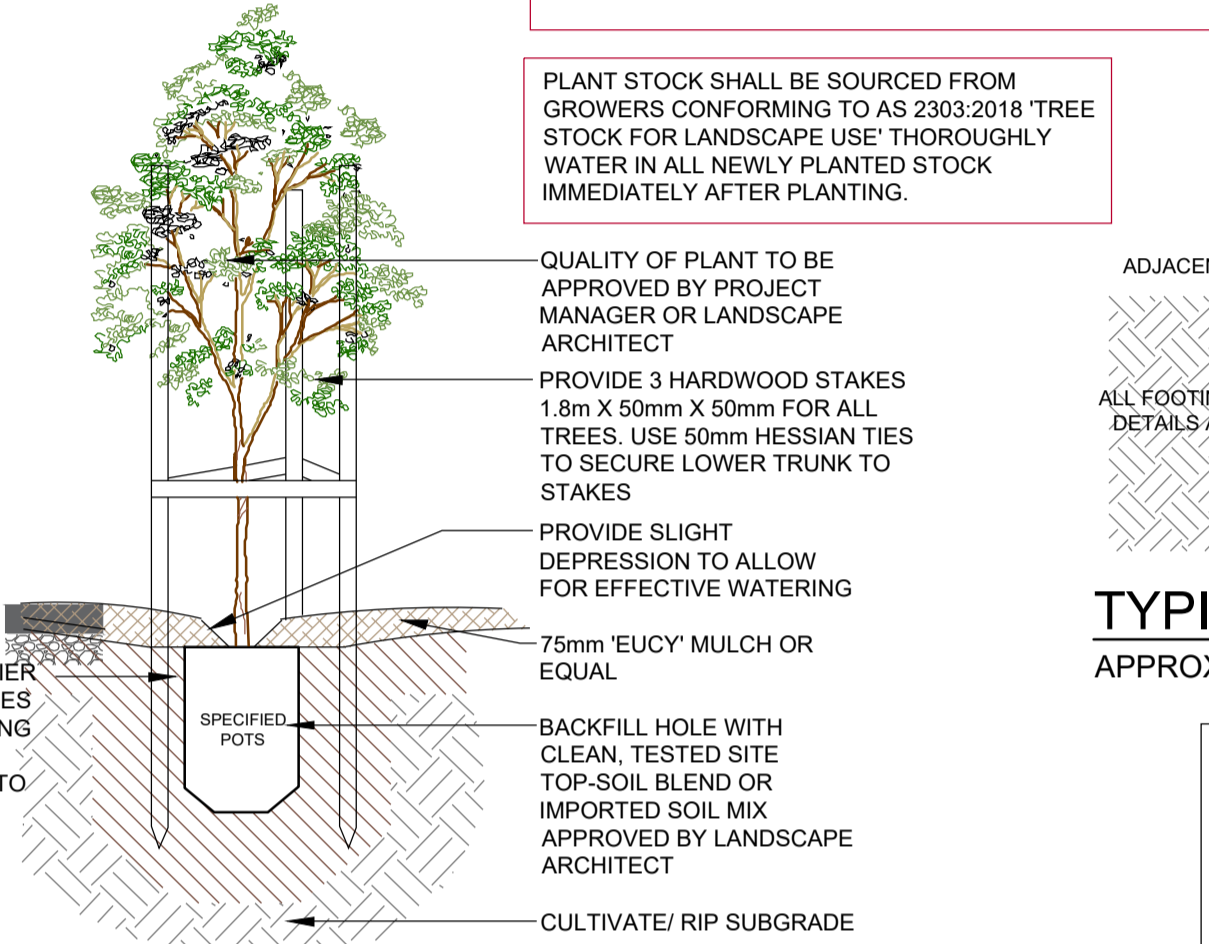 PLANT STOCK SHALL BE SOURCED FROM
GROWERS CONFORMING TO AS 2303:2018 'TREE
STOCK FOR LANDSCAPE USE' THOROUGHLY
WATER IN ALL NEWLY PLANTED STOCK
IMMEDIATELY AFTER PLANTING.
QUALITY OF PLANT TO BE
APPROVED BY PROJECT
MANAGER OR LANDSCAPE
ARCHITECT
PROVIDE 3 HARDWOOD STAKES
1.8m X 50mm X 50mm FOR ALL
TREES. USE 50mm HESSIAN TIES
TO SECURE LOWER TRUNK TO
STAKES
PROVIDE SLIGHT
DEPRESSION TO ALLOW
FOR EFFECTIVE WATERING
75mm 'EUCY' MULCH OR
EQUAL
BACKFILL HOLE WITH
CLEAN, TESTED SITE
TOP-SOIL BLEND OR
IMPORTED SOIL MIX
APPROVED BY LANDSCAPE
ARCHITECT
CULTIVATE/ RIP SUBGRADE
SPECIFIED
POTS
TO
ALL
DETAILS